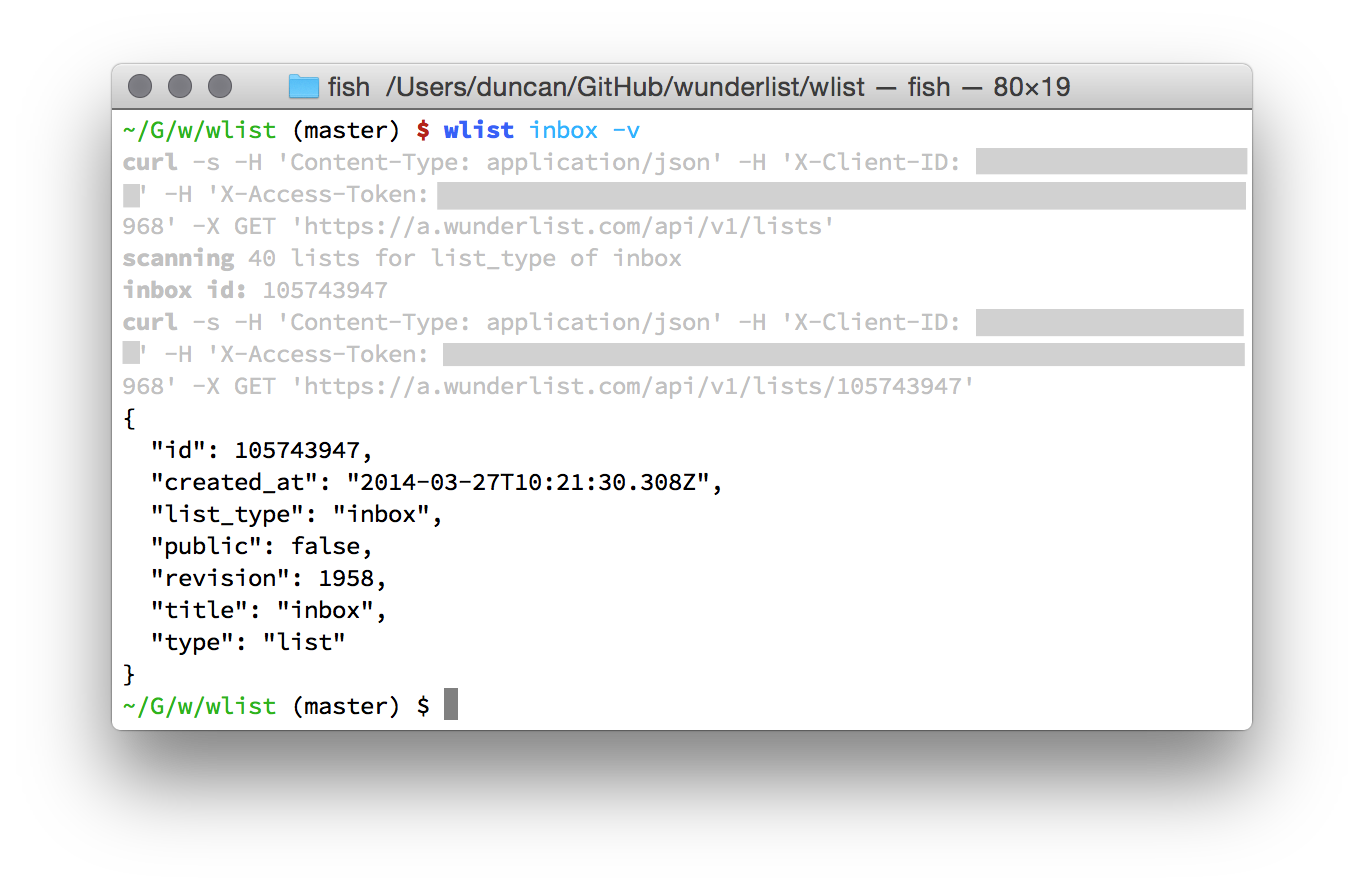 fish /Users/duncan/GitHub/wunderlist/wlist — fish — 80×19
~/G/w/wlist (master) $ wlist inbox -v
curl -s -H 'Content-Type: application/json' -H 'X-Client-ID:
' -H 'X-Access-Token:
968' -X GET 'https://a.wunderlist.com/api/v1/lists'
scanning 40 lists for list_type of inbox
inbox id: 105743947
curl -s -H 'Content-Type: application/json' -H 'X-Client-ID:
' -H 'X-Access-Token:
968' -X GET 'https://a.wunderlist.com/api/v1/lists/105743947'
{
  "id": 105743947,
  "created_at": "2014-03-27T10:21:30.308Z",
  "list_type": "inbox",
  "public": false,
  "revision": 1958,
  "title": "inbox",
  "type": "list"
}
~/G/w/wlist (master) $